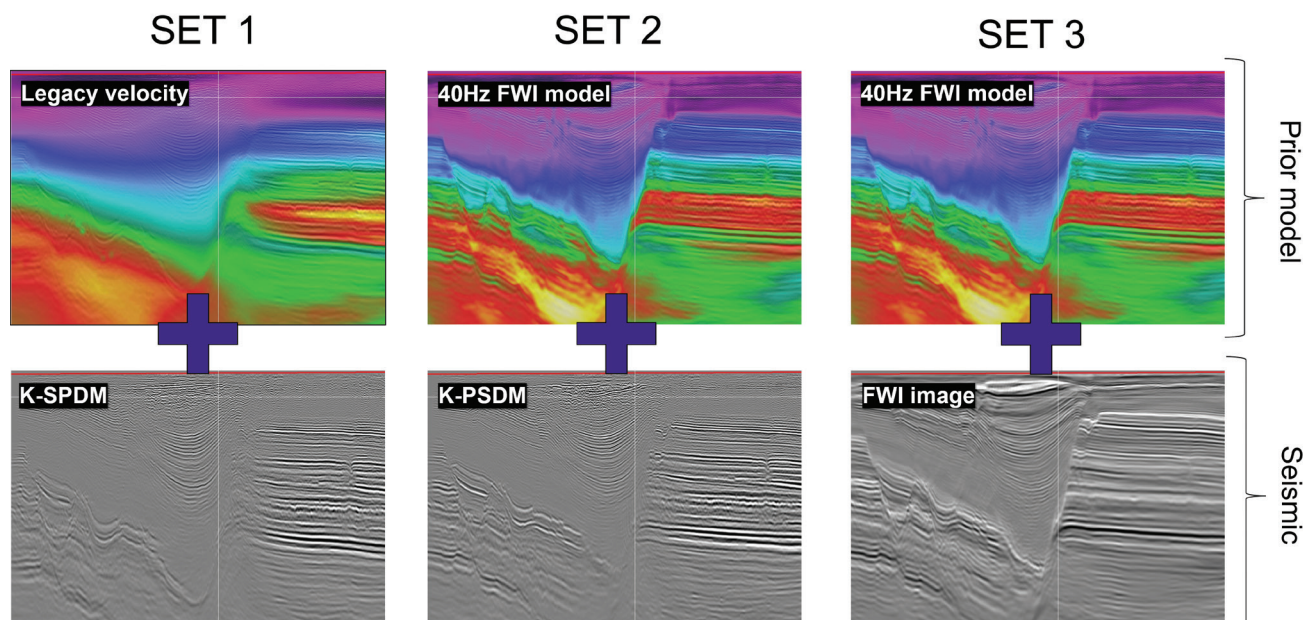 SET 1
SET 2
SET 3
Legacy velocity
40Hz FWI model
40Hz FWI model
Prior model
K-SPDM
K-PSDM
FWI image
Seismic